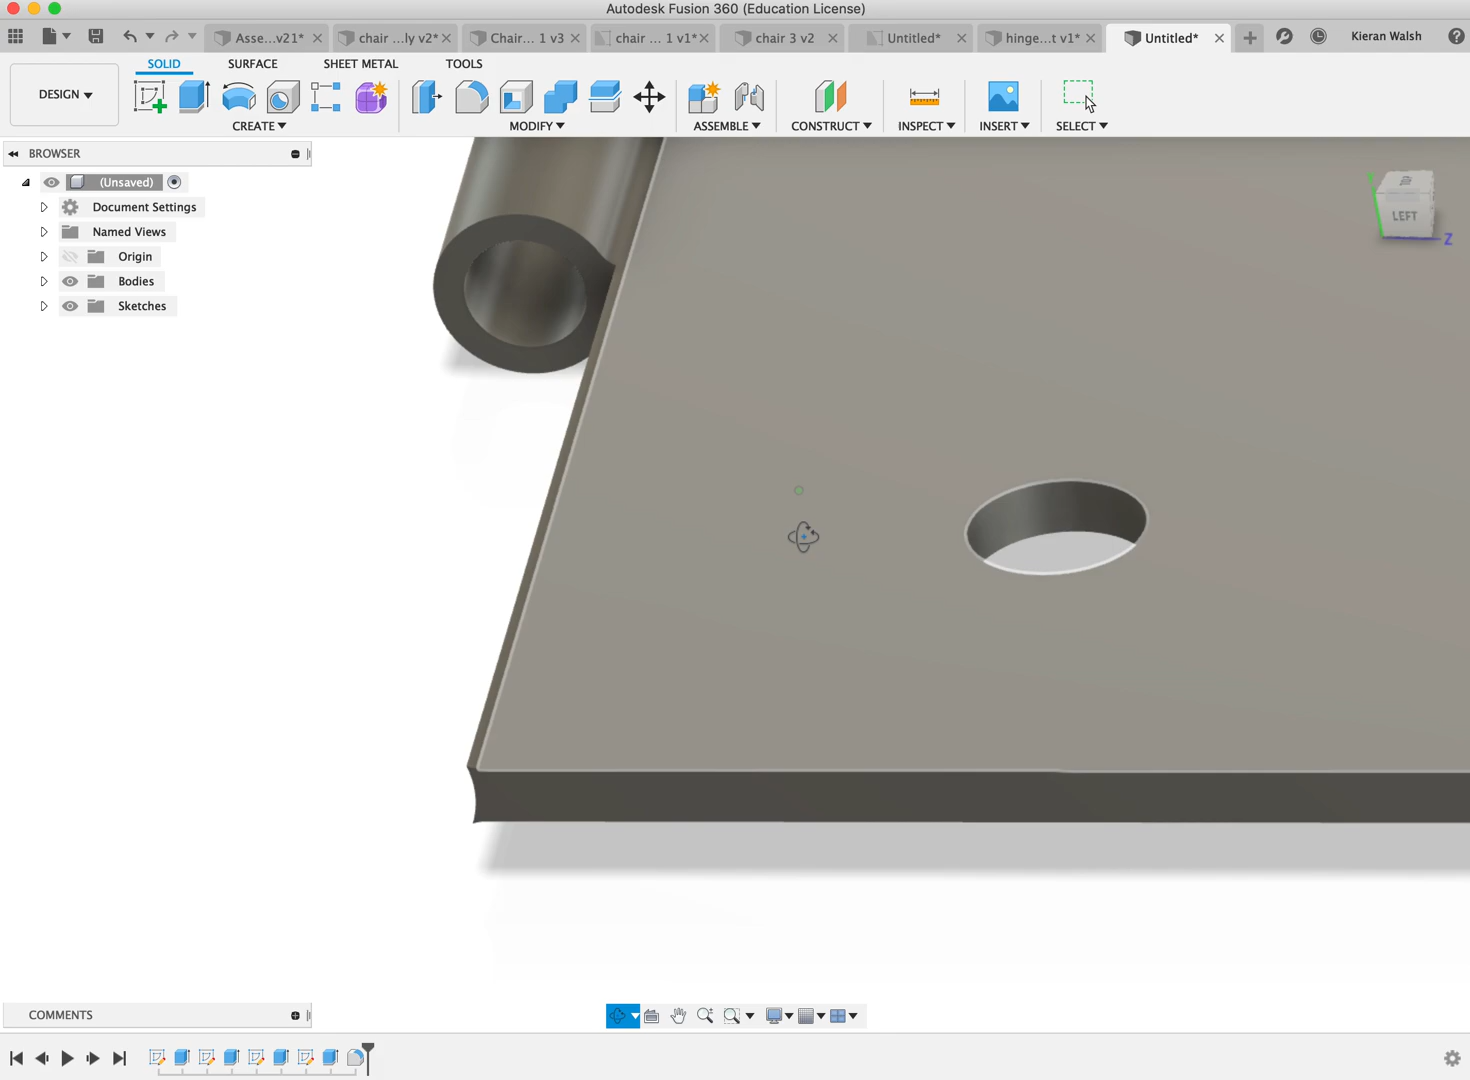 Autodesk Fusion 360 (Education License)
Asse...v21*
chair ...ly v2*
Chair... 1 v3
chair ... 1 v1*
chair 3 v2
Untitled*
hinge...t v1*
Untitled*
Kieran Walsh
SOLID SURFACE SHEET METAL TOOLS
DESIGN
CREATE MODIFY ASSEMBLE CONSTRUCT INSPECT INSERT SELECT
BROWSER
(Unsaved)
Document Settings
Named Views
Origin
Bodies
Sketches
LEFT
Z
COMMENTS